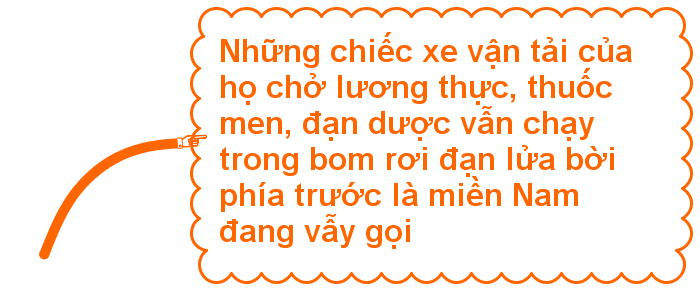 Những chiếc xe vận tải của
họ chở lương thực, thuốc
men, đạn dược vẫn chạy
trong bom rơi đạn lửa bời
phía trước là miền Nam
đang vẫy gọi